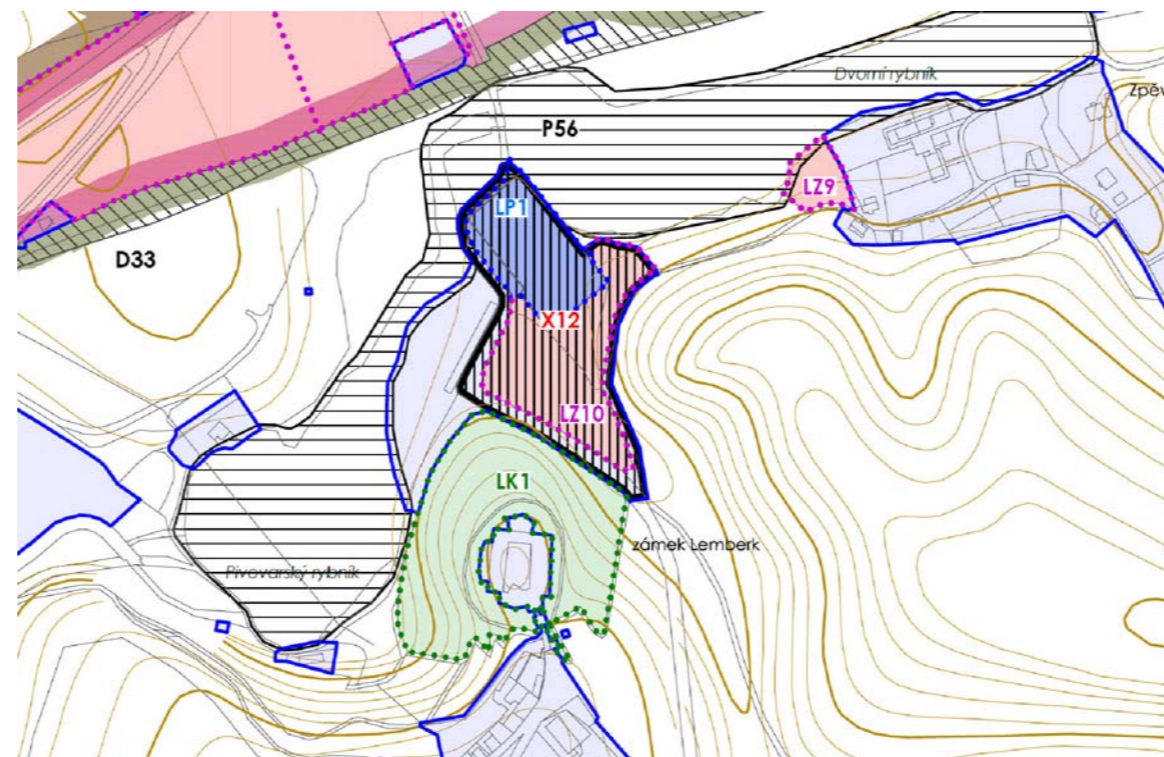 Dvorní rybník
Zpěv
P56
LZ9
LP1
D33
X12
LZ10
LK1
zámek Lemberk
Pivovarský rybník